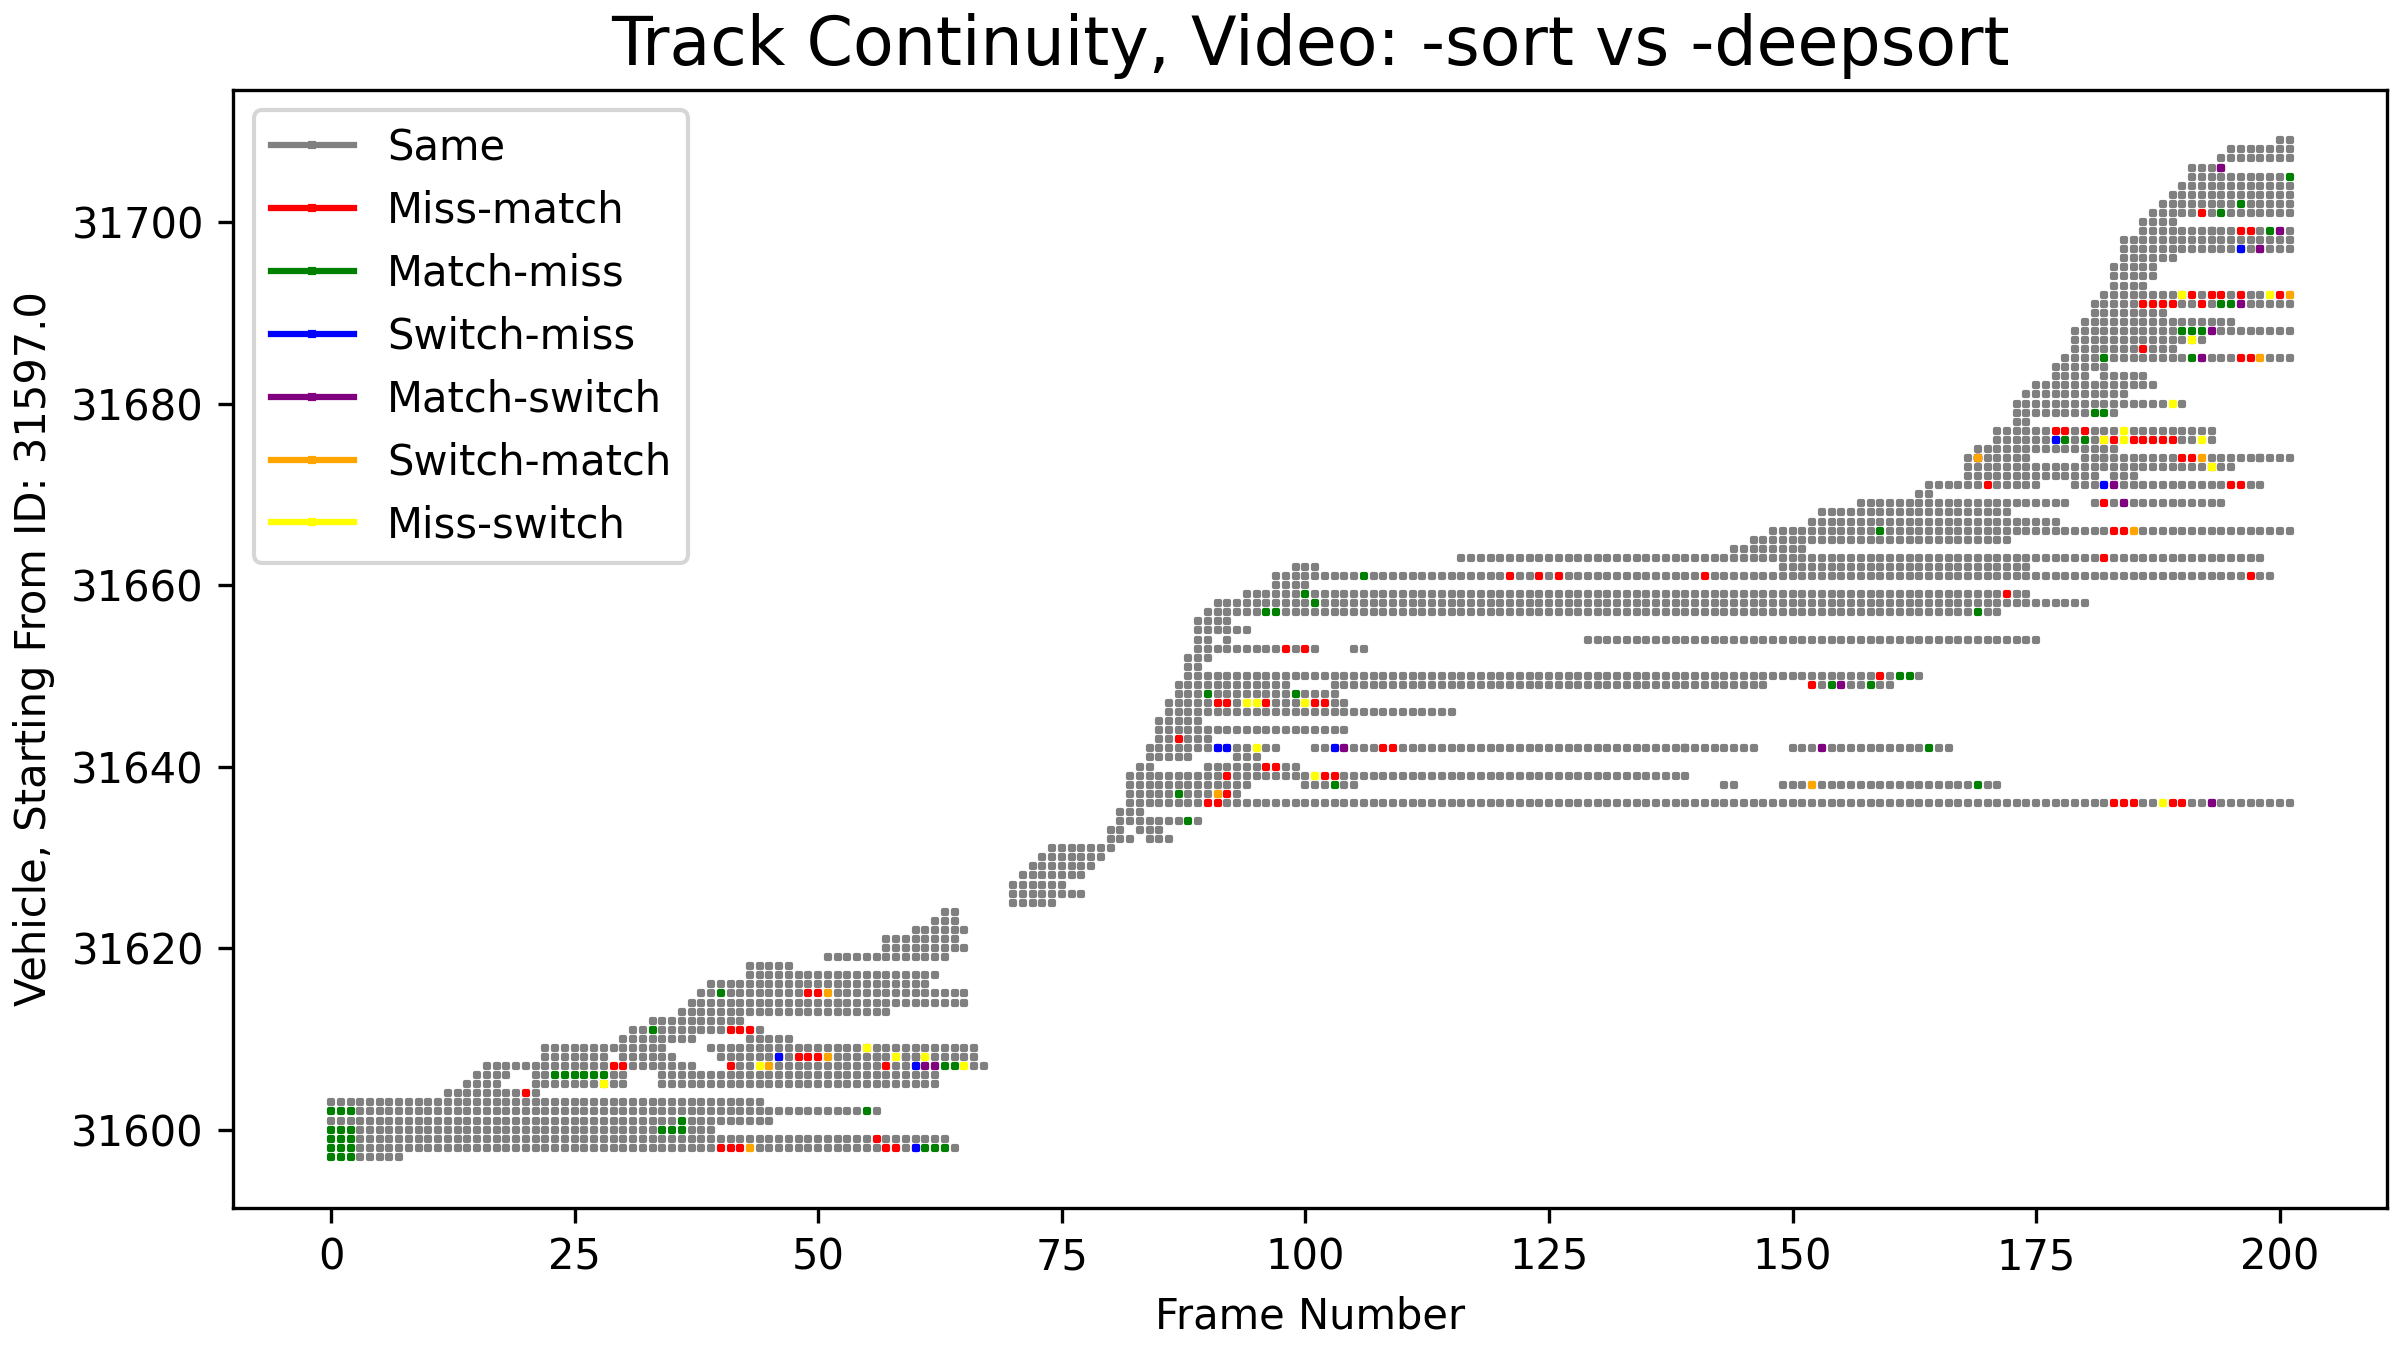 Track Continuity, Video: -sort vs -deepsort
Same
Miss-match
Match-miss
Switch-miss
Match-switch
Switch-match
Miss-switch
Vehicle, Starting From ID: 31597.0
31700
31680
31660
31640
31620
31600
0 25 50 75 100 125 150 175 200
Frame Number